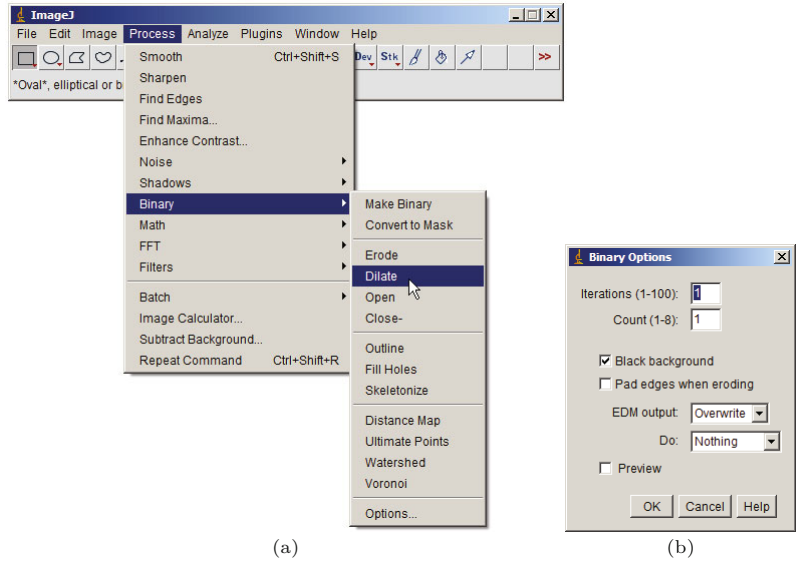 ImageJ
File Edit Image Process Analyze Plugins Window Help
Dev Stk >>
*Oval*, elliptical or b
Smooth Ctrl+Shift+S
Sharpen
Find Edges
Find Maxima...
Enhance Contrast...
Noise
Shadows
Binary
Math
FFT
Filters
Batch
Image Calculator...
Subtract Background...
Repeat Command Ctrl+Shift+R
Make Binary
Convert to Mask
Erode
Dilate
Open
Close-
Outline
Fill Holes
Skeletonize
Distance Map
Ultimate Points
Watershed
Voronoi
Options...
(a)
Binary Options
Iterations (1-100): 1
Count (1-8): 1
Black background
Pad edges when eroding
EDM output: Overwrite
Do: Nothing
Preview
OK Cancel Help
(b)